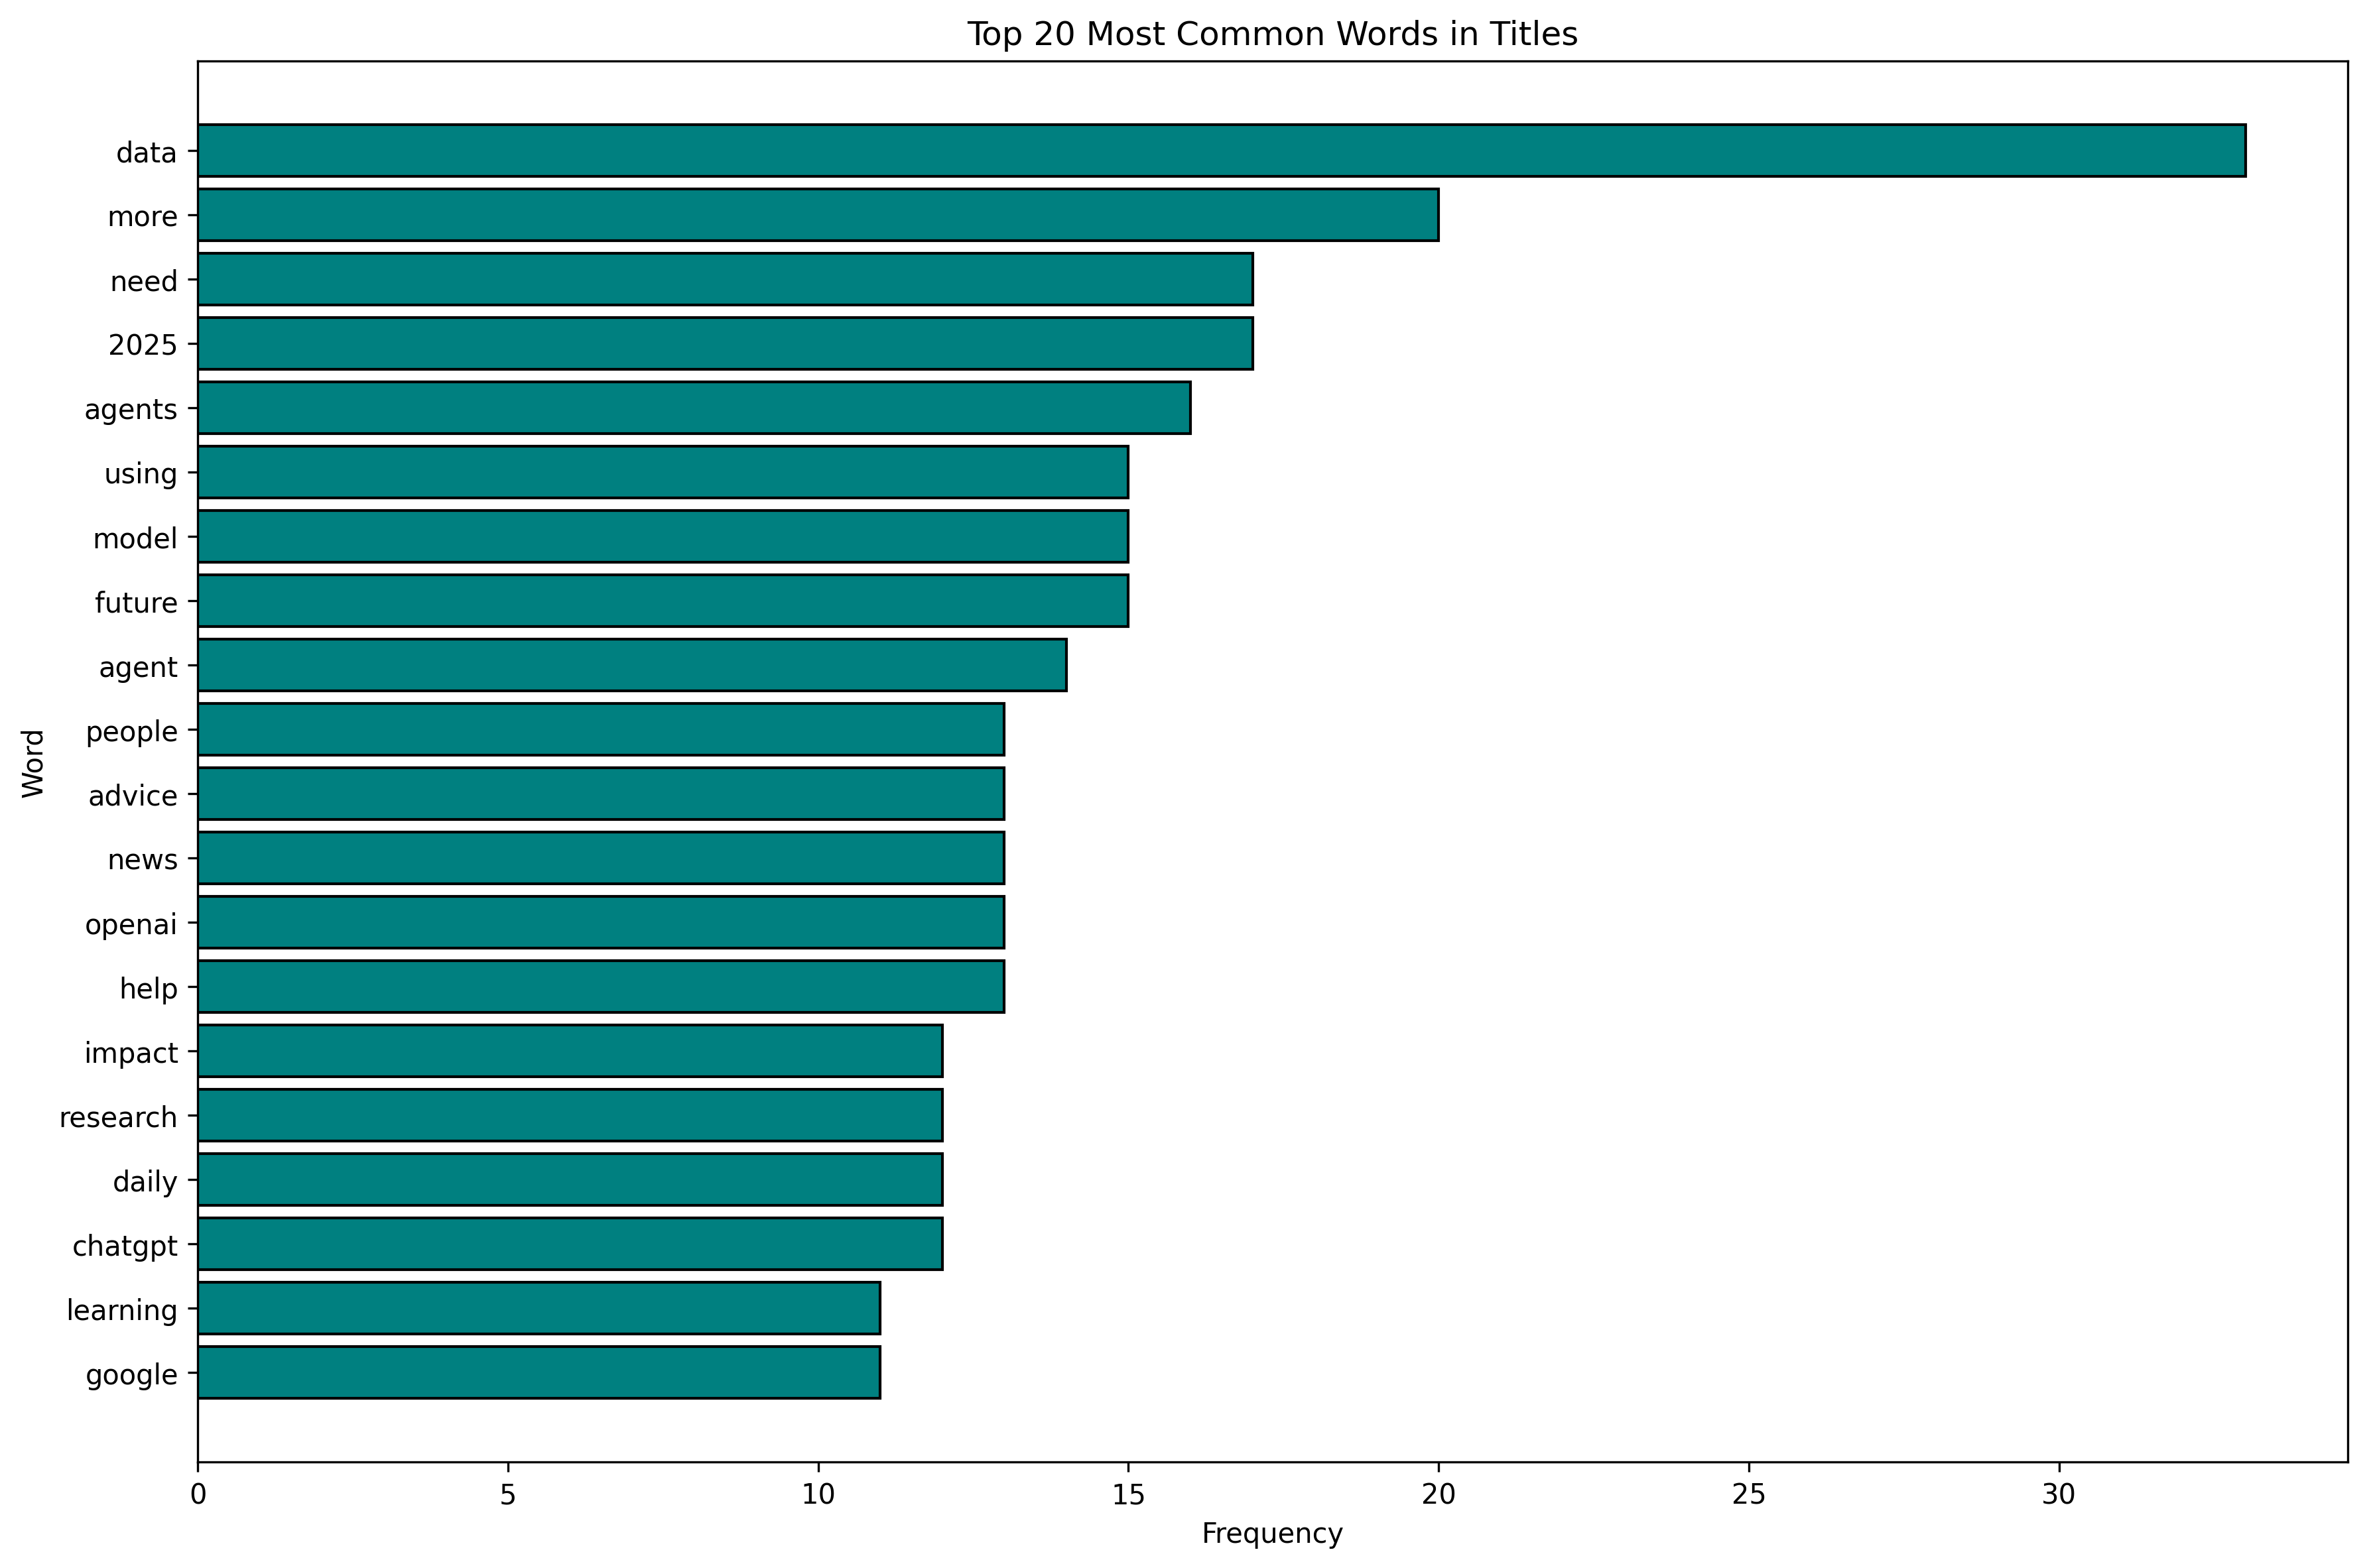 Top 20 Most Common Words in Titles
Word
data
more
need
2025
agents
using
model
future
agent
people
advice
news
openai
help
impact
research
daily
chatgpt
learning
google
0 5 10 15 20 25 30
Frequency